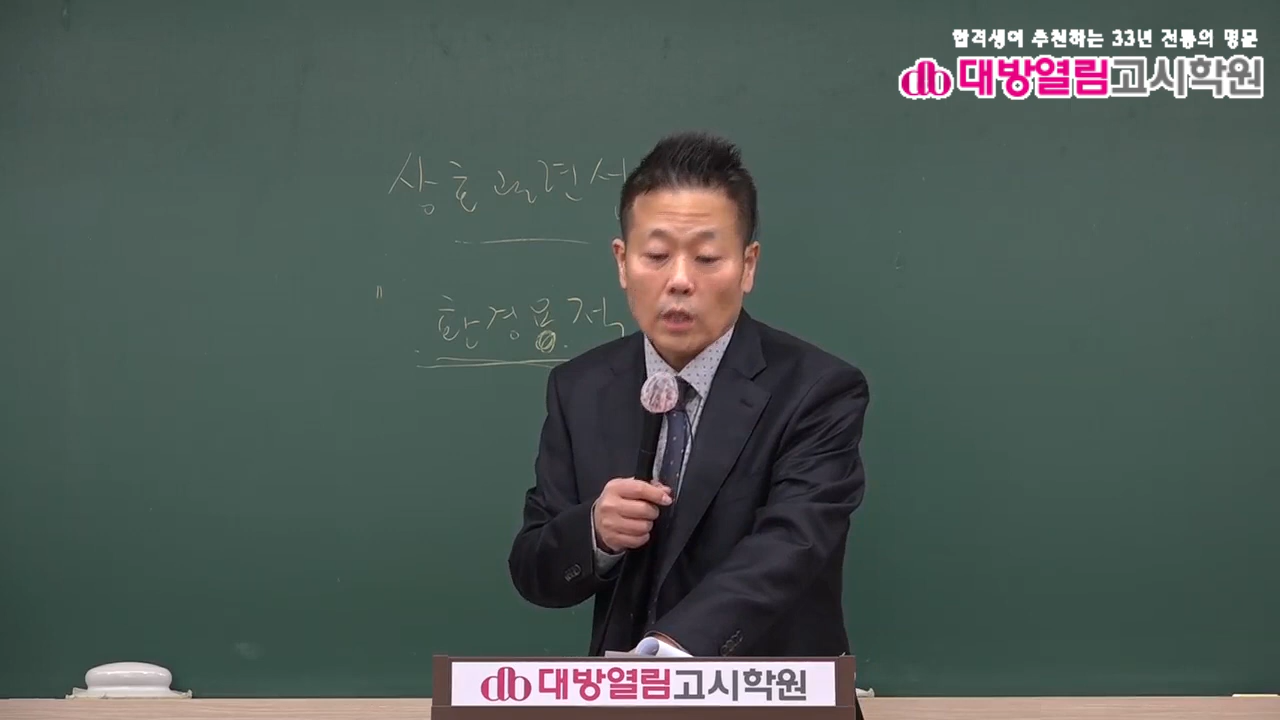 합격생이 추천하는 33년 전통의 명문
대방열림고시학원
상호관련성
"
환경용적
대방열림고시학원